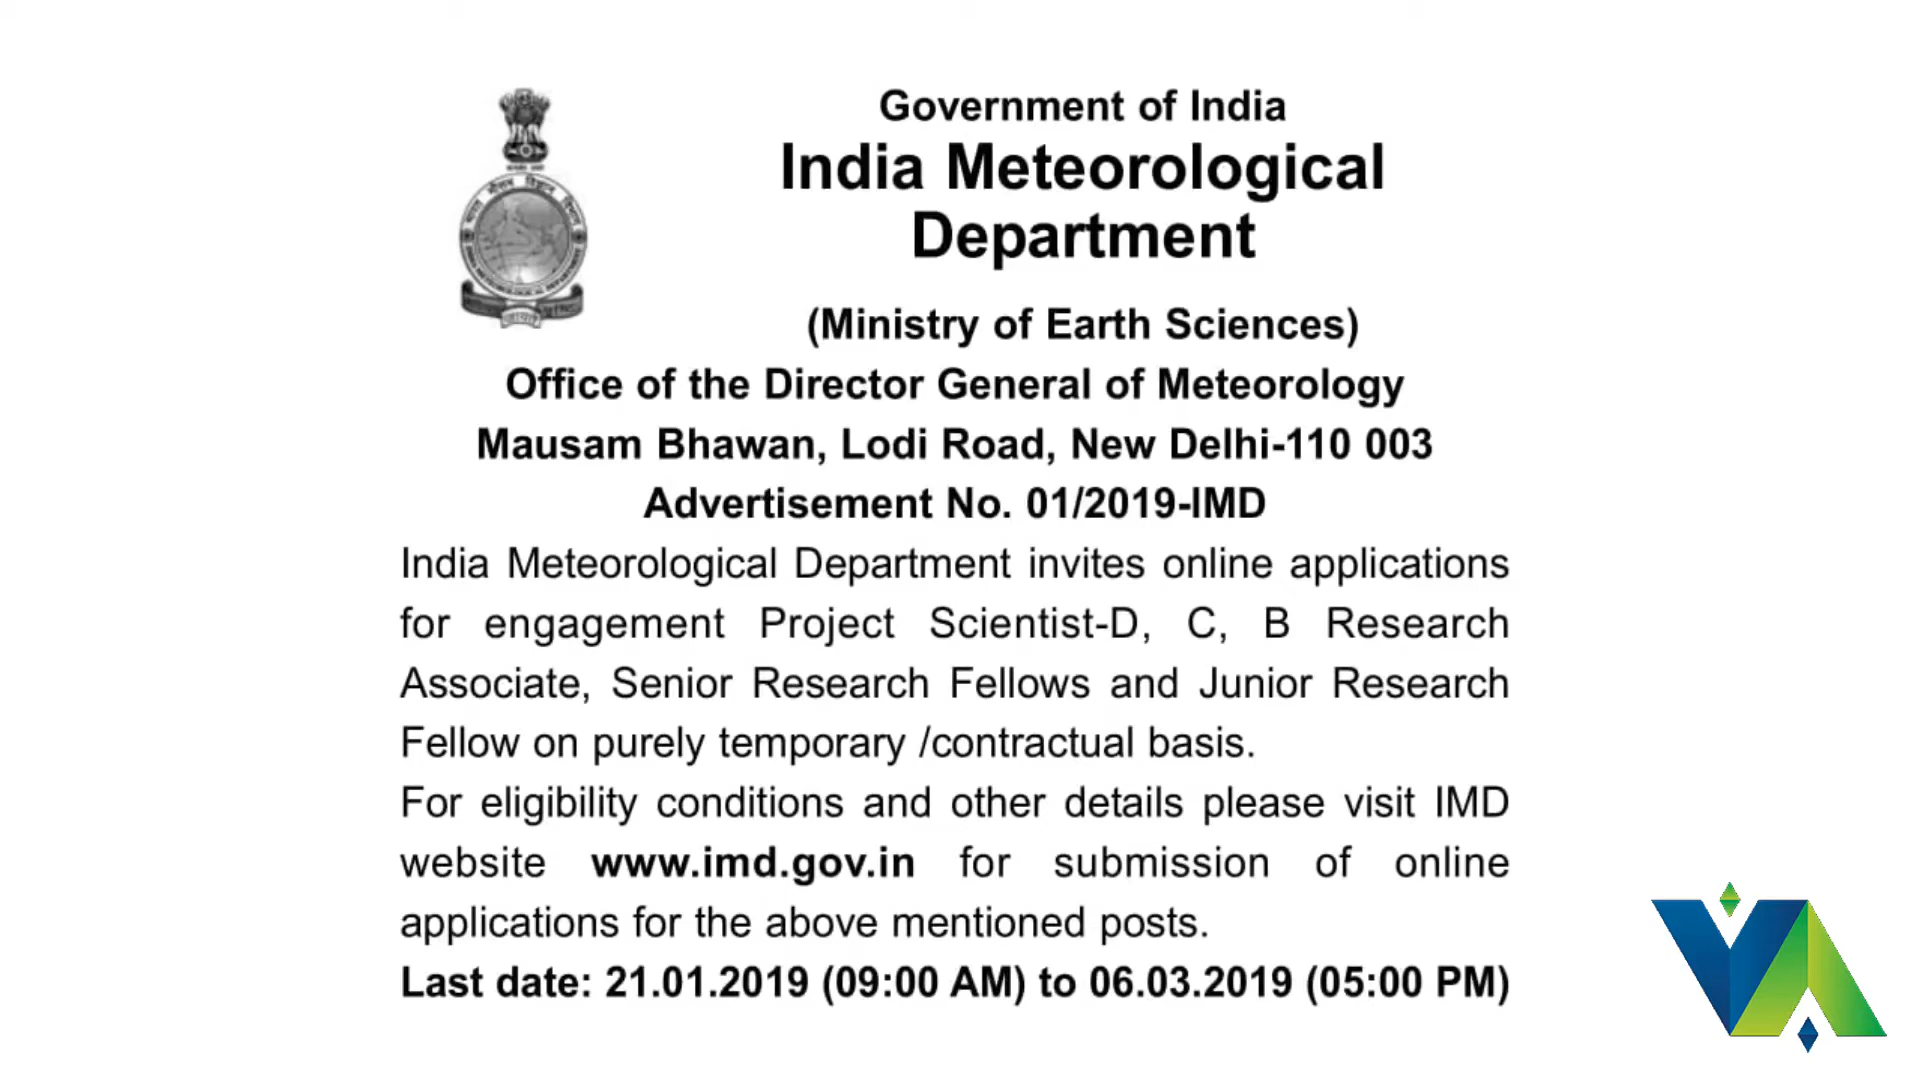 Government of India
India Meteorological
Department
(Ministry of Earth Sciences)
Office of the Director General of Meteorology
Mausam Bhawan, Lodi Road, New Delhi-110 003
Advertisement No. 01/2019-IMD
India Meteorological Department invites online applications
for engagement Project Scientist-D, C, B Research
Associate, Senior Research Fellows and Junior Research
Fellow on purely temporary /contractual basis.
For eligibility conditions and other details please visit IMD
website www.imd.gov.in for submission of online
applications for the above mentioned posts.
Last date: 21.01.2019 (09:00 AM) to 06.03.2019 (05:00 PM)